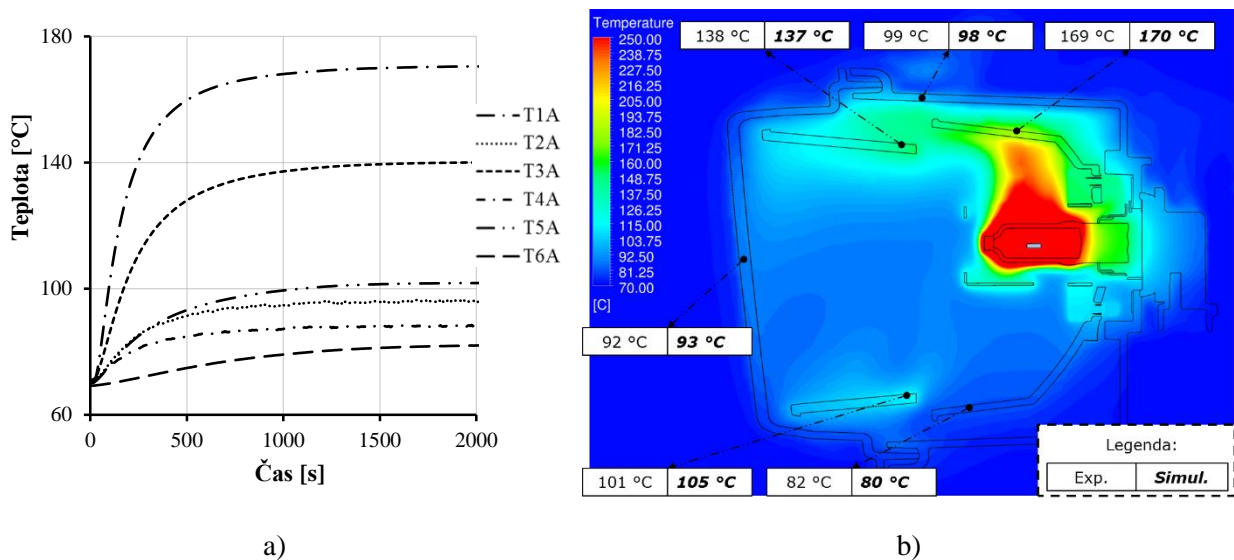 180
140
100
60
Teplota [°C]
0
500
1000
1500
2000
Čas [s]
T1A
T2A
T3A
T4A
T5A
T6A
a)
Temperature
250.00
238.75
227.50
216.25
205.00
193.75
182.50
171.25
160.00
148.75
137.50
126.25
115.00
103.75
92.50
81.25
70.00
[C]
138 °C 137 °C
99 °C 98 °C
169 °C 170 °C
92 °C 93 °C
101 °C 105 °C
82 °C 80 °C
Legenda:
Exp. Simul.
b)